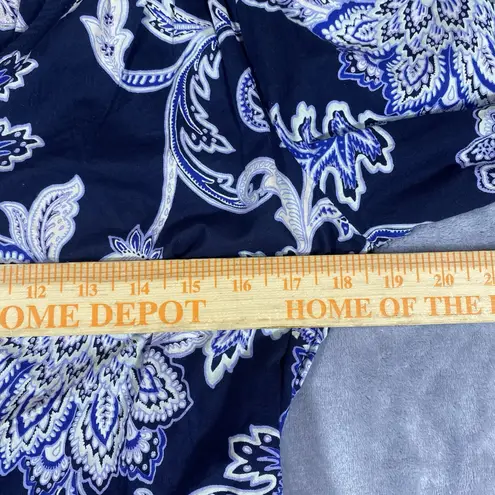 12 13 14 15 16 17 18 19 20
OME DEPOT HOME OF THE